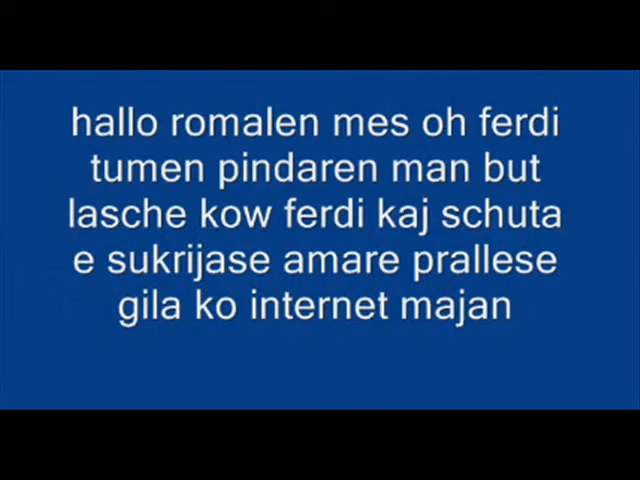 hallo romalen mes oh ferdi
tumen pindaren man but
lasche kow ferdi kaj schuta
e sukrijase amare prallese
gila ko internet majan